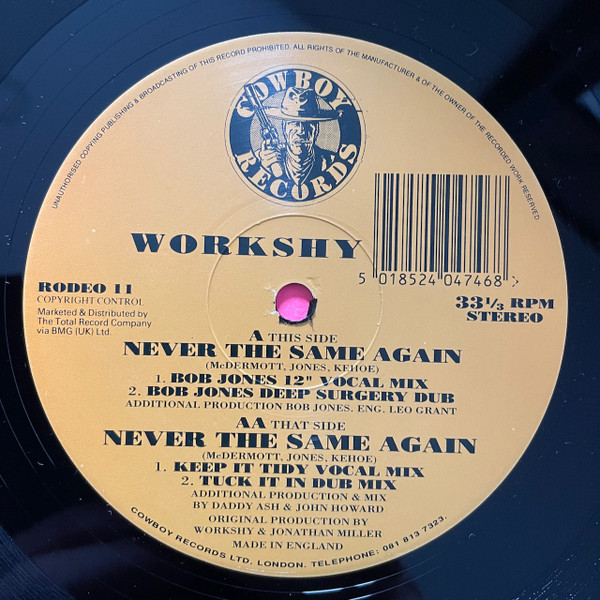 UNAUTHORISED COPYING PUBLISHING & BROADCASTING OF THIS RECORD PROHIBITED. ALL RIGHTS OF THE MANUFACTURER & OF THE OWNER OF THE RECORDED WORK RESERVED
COWBOY
RECORDS
WORKSHY
5 018524 047468 >
RODEO 11
COPYRIGHT CONTROL
Marketed & Distributed by
The Total Record Company
via BMG (UK) Ltd.
33 1/3 RPM
STEREO
A THIS SIDE
NEVER THE SAME AGAIN
(McDERMOTT, JONES, KEHOE)
1. BOB JONES 12" VOCAL MIX
2. BOB JONES DEEP SURGERY DUB
ADDITIONAL PRODUCTION BOB JONES. ENG. LEO GRANT
AA THAT SIDE
NEVER THE SAME AGAIN
(McDERMOTT, JONES, KEHOE)
1. KEEP IT TIDY VOCAL MIX
2. TUCK IT IN DUB MIX
ADDITIONAL PRODUCTION & MIX
BY DADDY ASH & JOHN HOWARD
ORIGINAL PRODUCTION BY
WORKSHY & JONATHAN MILLER
MADE IN ENGLAND
COWBOY RECORDS LTD. LONDON. TELEPHONE: 081 813 7323.